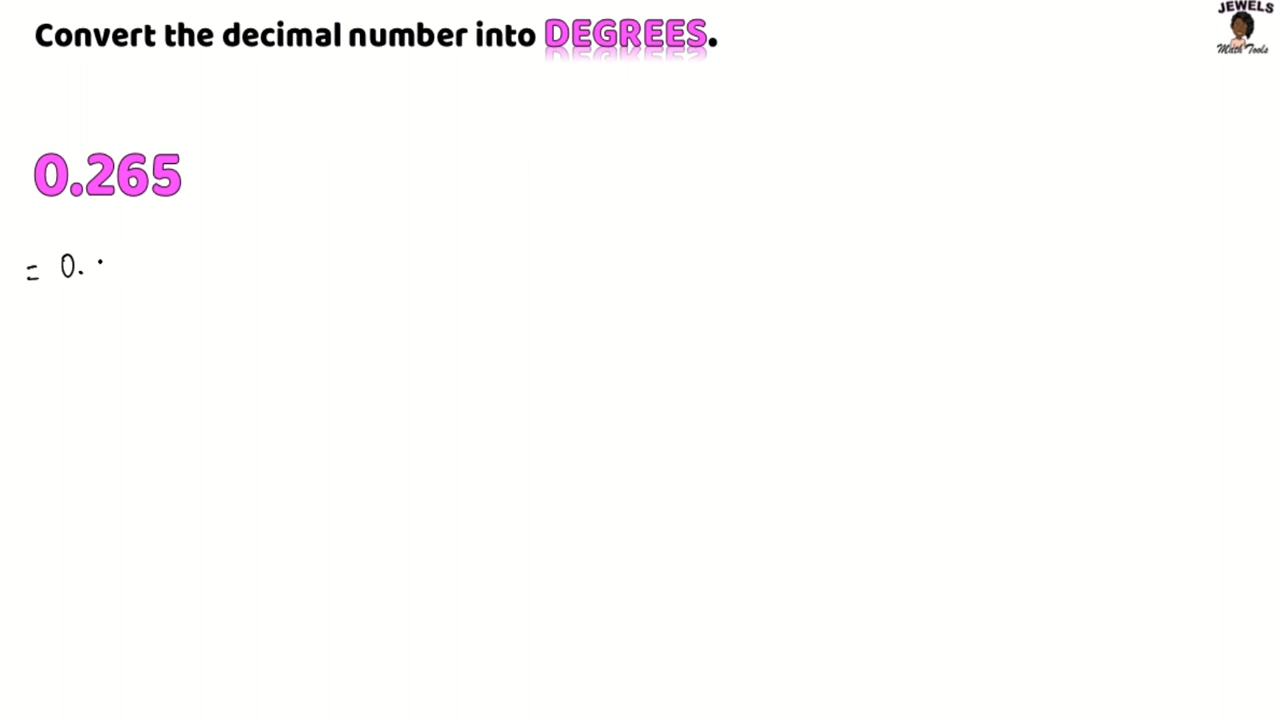 Convert the decimal number into DEGREES.
JEWELS
Math Tools
0.265
= 0.